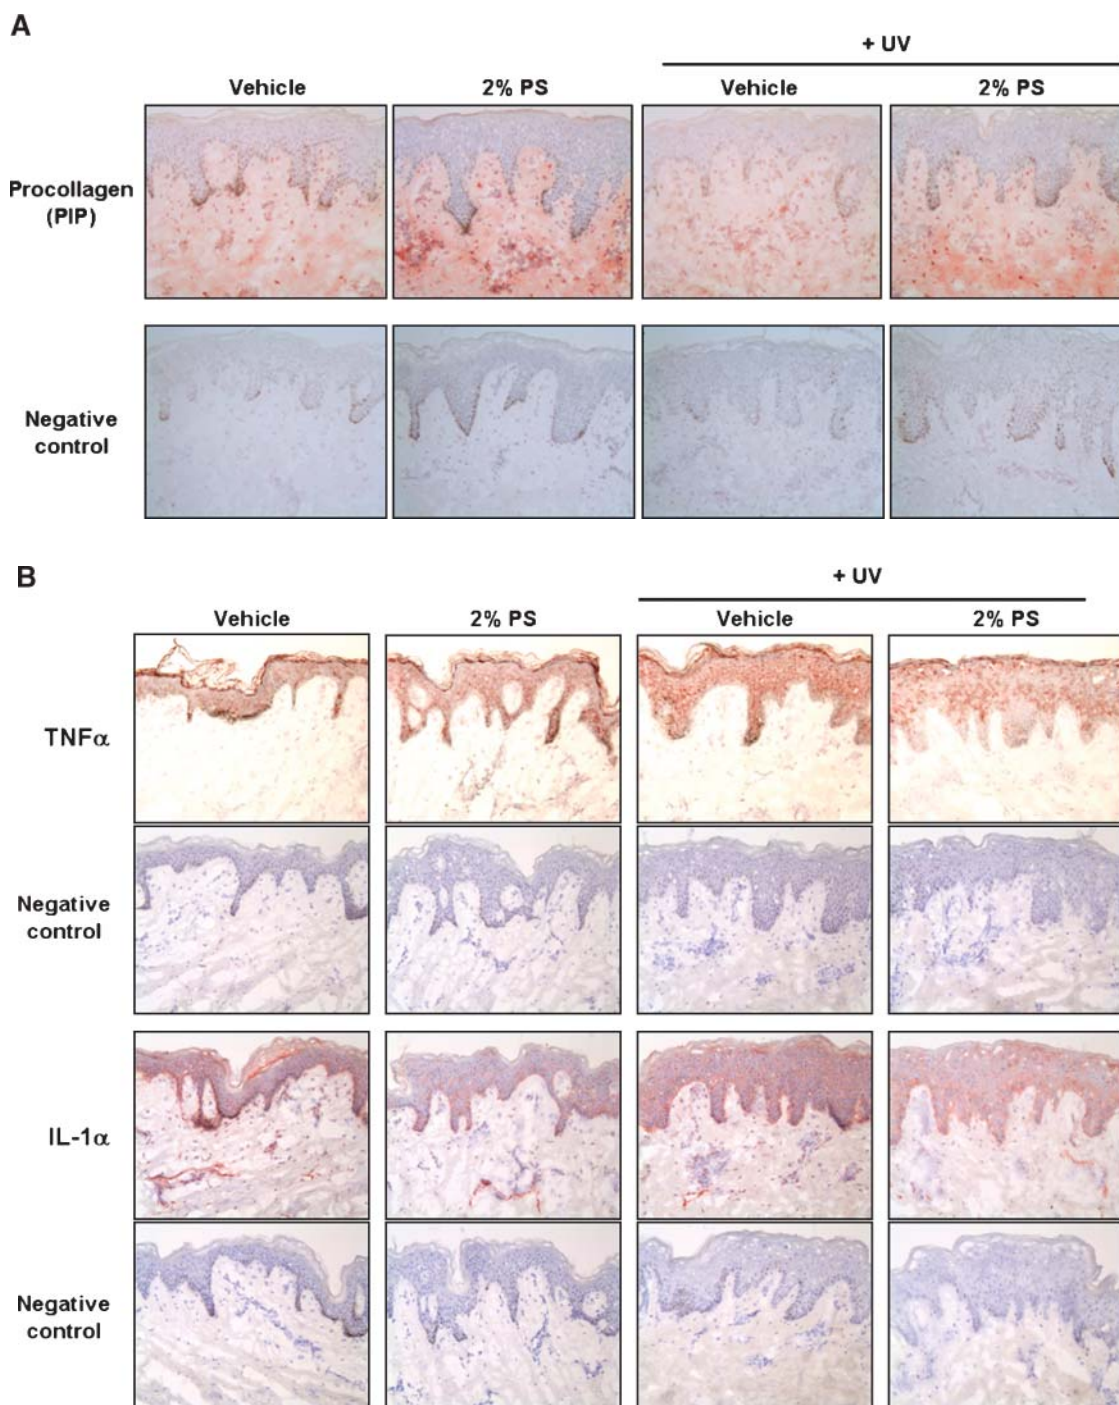 A
+ UV
Vehicle
2% PS
Vehicle
2% PS
Procollagen
(PIP)
Negative
control
B
+ UV
Vehicle
2% PS
Vehicle
2% PS
TNFα
Negative
control
IL-1α
Negative
control